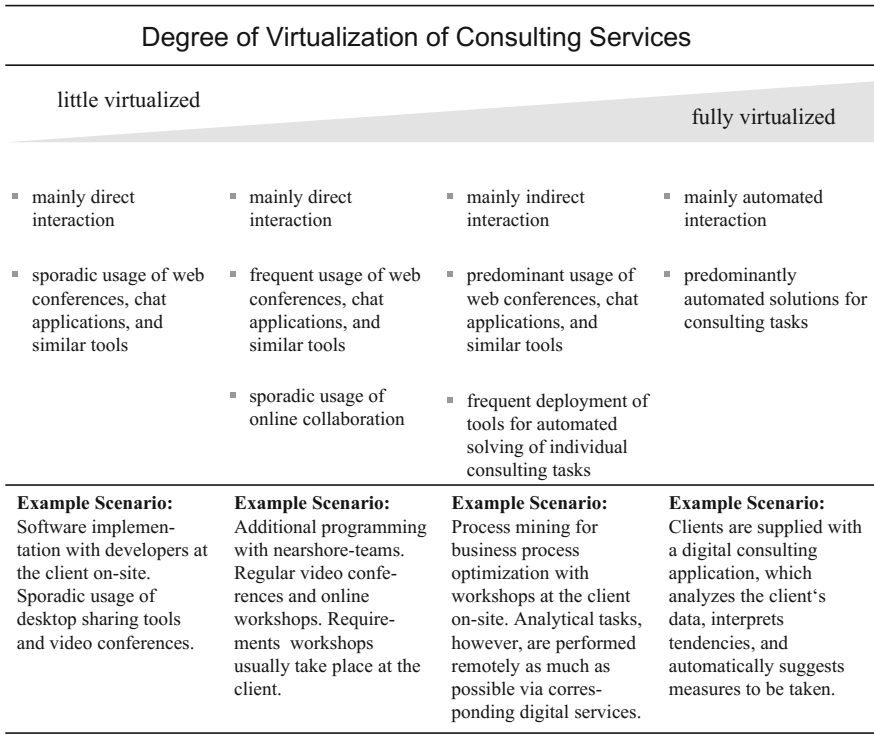 Degree of Virtualization of Consulting Services
little virtualized
fully virtualized
mainly direct
interaction
sporadic usage of web
conferences, chat
applications, and
similar tools
mainly direct
interaction
frequent usage of web
conferences, chat
applications, and
similar tools
sporadic usage of
online collaboration
mainly indirect
interaction
predominant usage of
web conferences, chat
applications, and
similar tools
frequent deployment of
tools for automated
solving of individual
consulting tasks
mainly automated
interaction
predominantly
automated solutions for
consulting tasks
Example Scenario:
Software implemen-
tation with developers at
the client on-site.
Sporadic usage of
desktop sharing tools
and video conferences.
Example Scenario:
Additional programming
with nearshore-teams.
Regular video confe-
rences and online
workshops. Require-
ments workshops
usually take place at the
client.
Example Scenario:
Process mining for
business process
optimization with
workshops at the client
on-site. Analytical tasks,
however, are performed
remotely as much as
possible via corres-
ponding digital services.
Example Scenario:
Clients are supplied with
a digital consulting
application, which
analyzes the client‘s
data, interprets
tendencies, and
automatically suggests
measures to be taken.